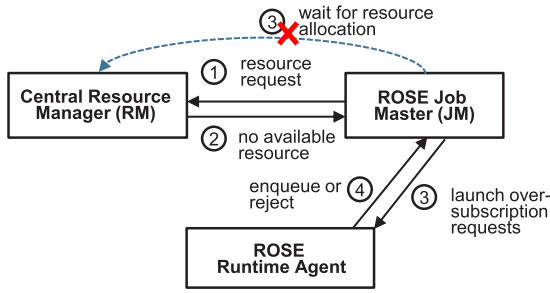 ③ wait for resource
allocation
① resource
request
Central Resource
Manager (RM)
ROSE Job
Master (JM)
② no available
resource
enqueue or
reject
④
③ launch over-
subscription
requests
ROSE
Runtime Agent